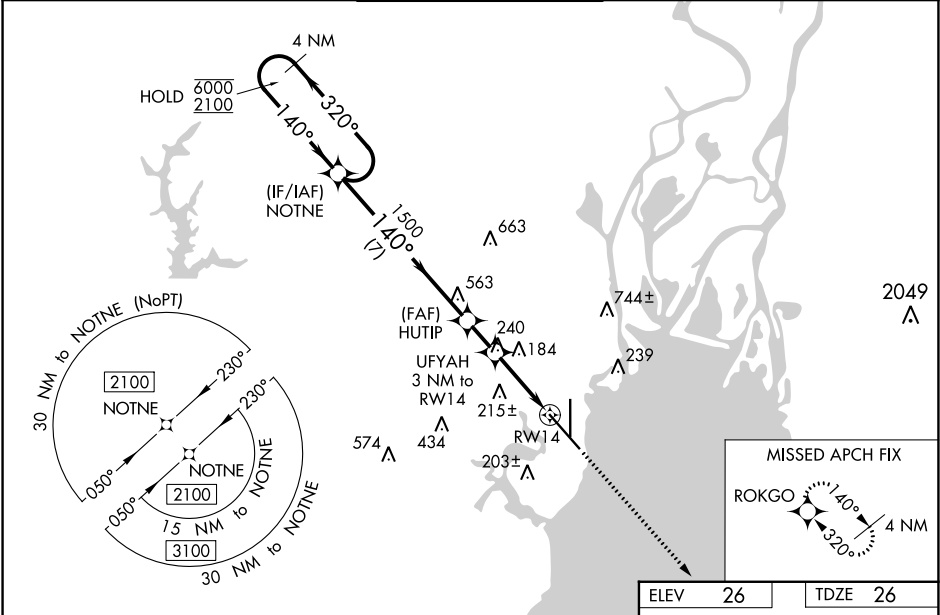 4 NM
HOLD 6000
2100
140°
320°
(IF/IAF)
NOTNE
1500
140°
(7)
663
563
(FAF)
HUTIP
240
184
UFYAH
3 NM to
RW14
215±
434
574
203±
RW14
744±
239
2049
30 NM to NOTNE (NoPT)
2100
NOTNE
230°
050°
230°
NOTNE
2100
050°
15 NM to NOTNE
3100
30 NM to NOTNE
MISSED APCH FIX
ROKGO
140°
320°
4 NM
ELEV 26
TDZE 26